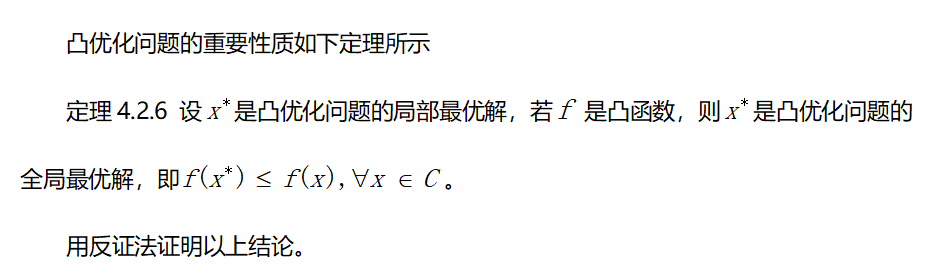 凸优化问题的重要性质如下定理所示
定理 4.2.6 设 x* 是凸优化问题的局部最优解，若 f 是凸函数，则 x* 是凸优化问题的
全局最优解，即 f(x*) ≤ f(x), ∀x ∈ C 。
用反证法证明以上结论。